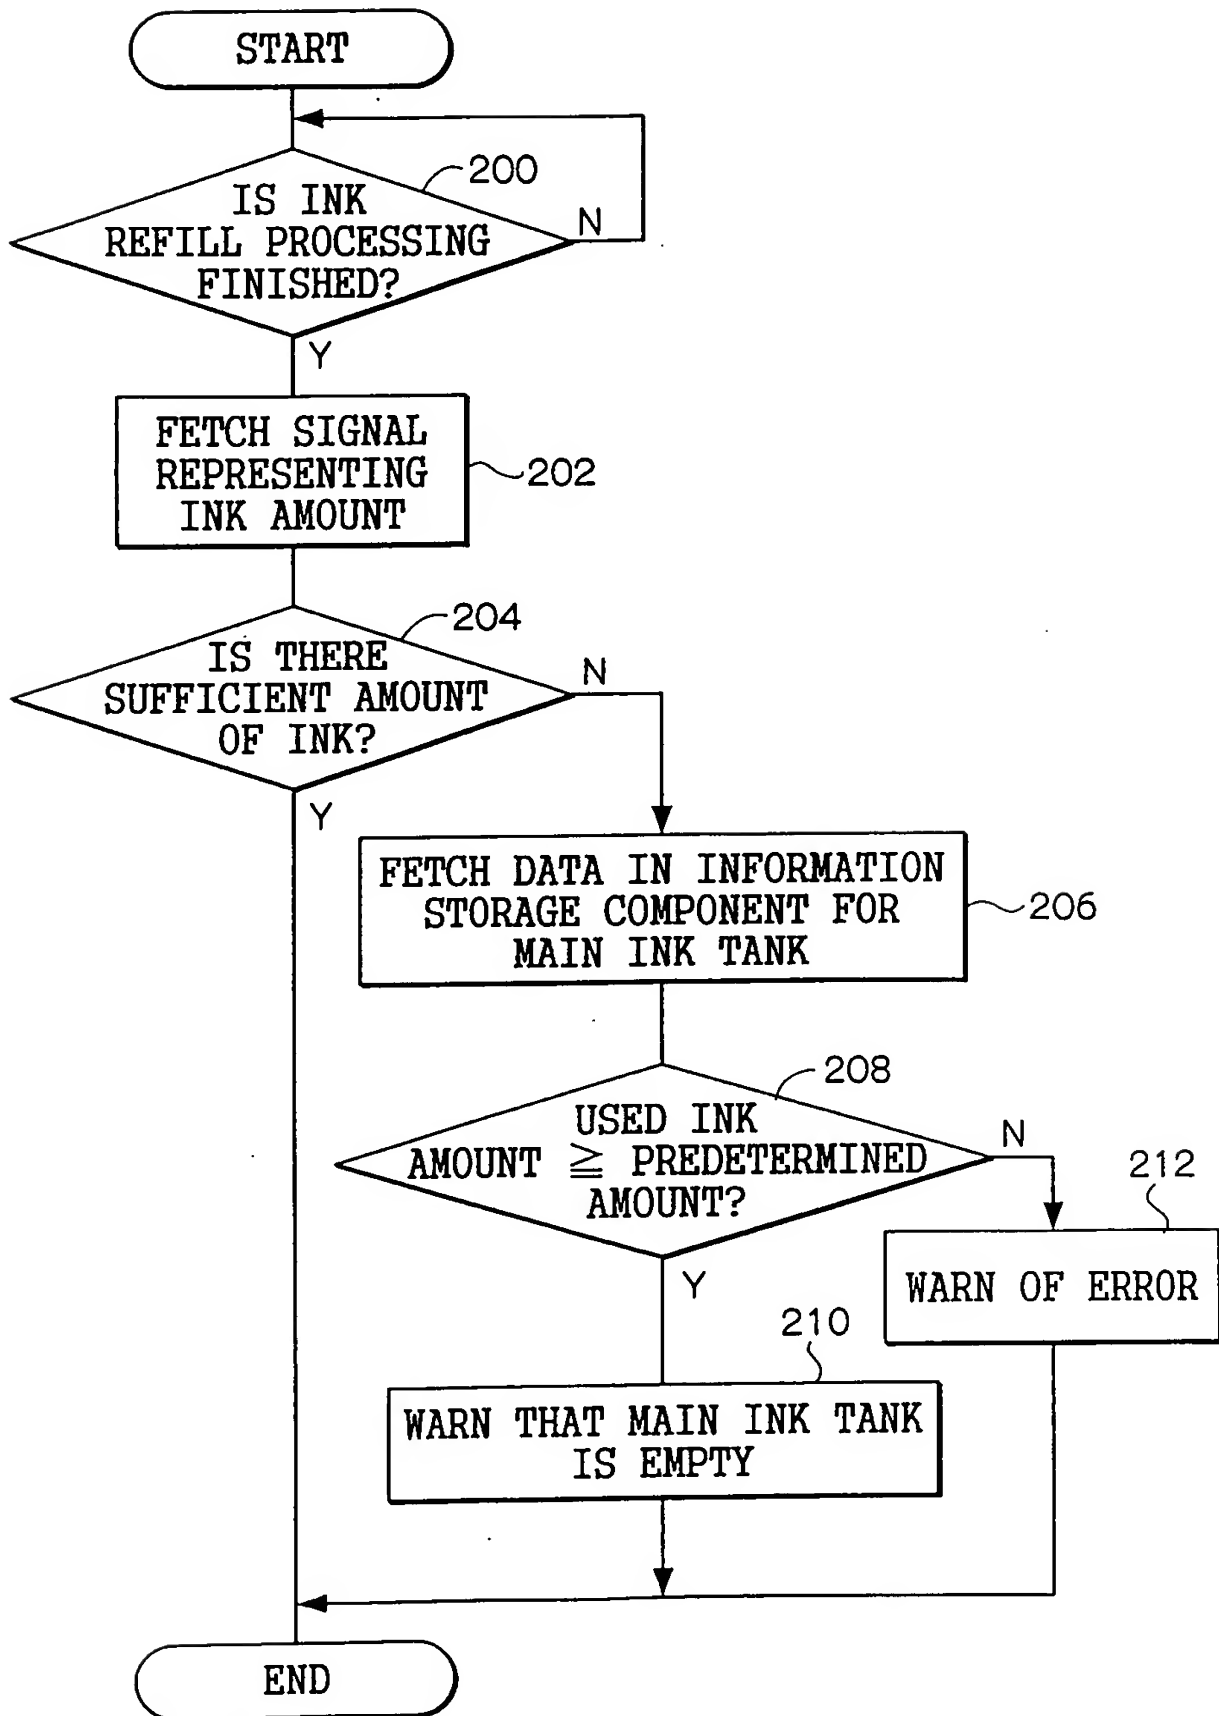 START
200
IS INK
REFILL PROCESSING
FINISHED?
N
Y
FETCH SIGNAL
REPRESENTING
INK AMOUNT
202
204
IS THERE
SUFFICIENT AMOUNT
OF INK?
N
Y
FETCH DATA IN INFORMATION
STORAGE COMPONENT FOR
MAIN INK TANK
206
208
USED INK
AMOUNT ≧ PREDETERMINED
AMOUNT?
N
Y
212
WARN OF ERROR
210
WARN THAT MAIN INK TANK
IS EMPTY
END